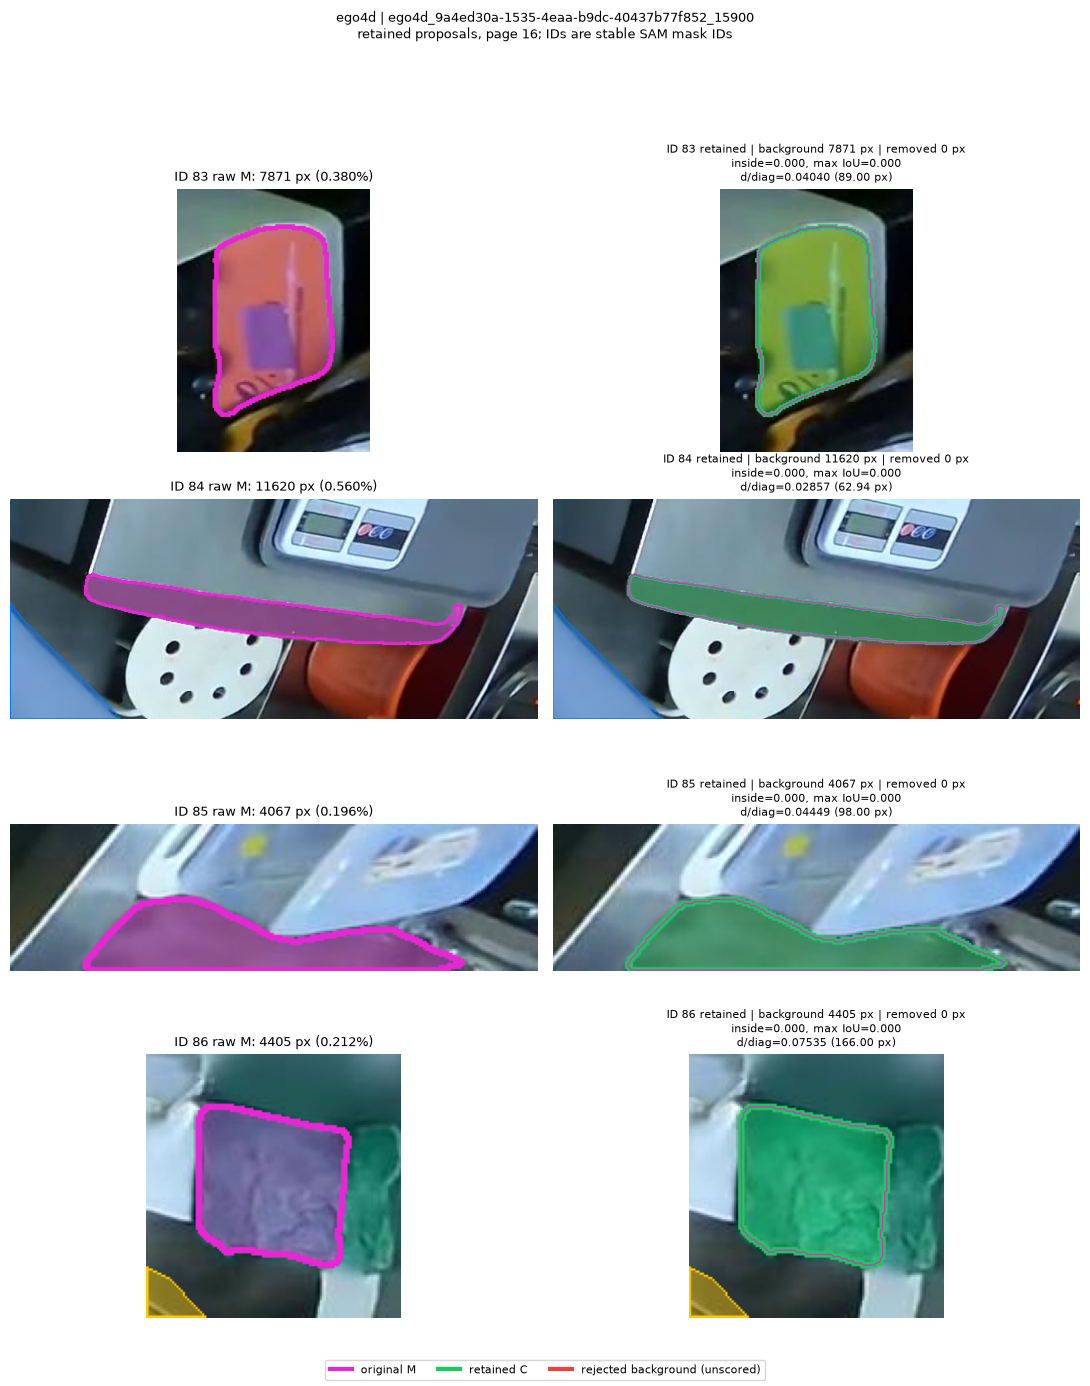 ego4d | ego4d_9a4ed30a-1535-4eaa-b9dc-40437b77f852_15900
retained proposals, page 16; IDs are stable SAM mask IDs
ID 83 raw M: 7871 px (0.380%)
ID 83 retained | background 7871 px | removed 0 px
inside=0.000, max IoU=0.000
d/diag=0.04040 (89.00 px)
ID 84 raw M: 11620 px (0.560%)
ID 84 retained | background 11620 px | removed 0 px
inside=0.000, max IoU=0.000
d/diag=0.02857 (62.94 px)
ID 85 raw M: 4067 px (0.196%)
ID 85 retained | background 4067 px | removed 0 px
inside=0.000, max IoU=0.000
d/diag=0.04449 (98.00 px)
ID 86 raw M: 4405 px (0.212%)
ID 86 retained | background 4405 px | removed 0 px
inside=0.000, max IoU=0.000
d/diag=0.07535 (166.00 px)
original M
retained C
rejected background (unscored)